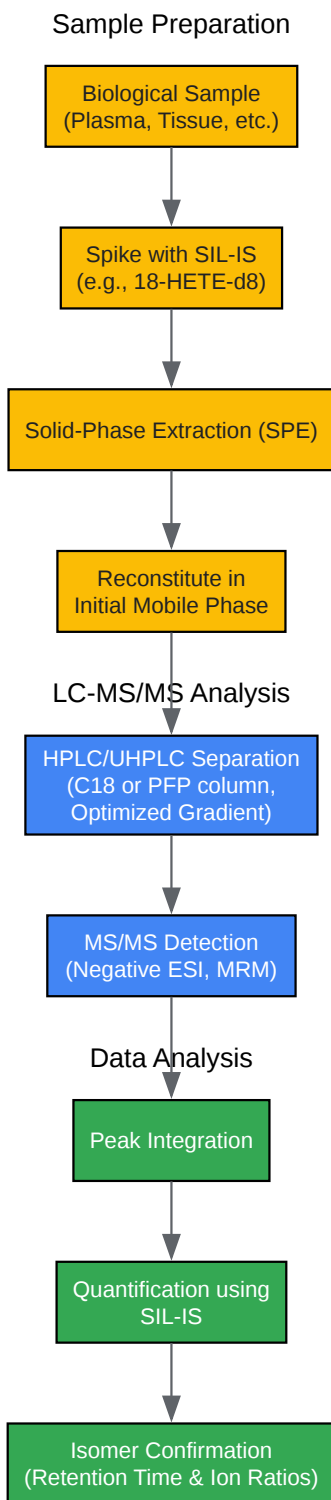 Sample Preparation
Biological Sample
(Plasma, Tissue, etc.)
Spike with SIL-IS
(e.g., 18-HETE-d8)
Solid-Phase Extraction (SPE)
Reconstitute in
Initial Mobile Phase
LC-MS/MS Analysis
HPLC/UHPLC Separation
(C18 or PFP column,
Optimized Gradient)
MS/MS Detection
(Negative ESI, MRM)
Data Analysis
Peak Integration
Quantification using
SIL-IS
Isomer Confirmation
(Retention Time & Ion Ratios)